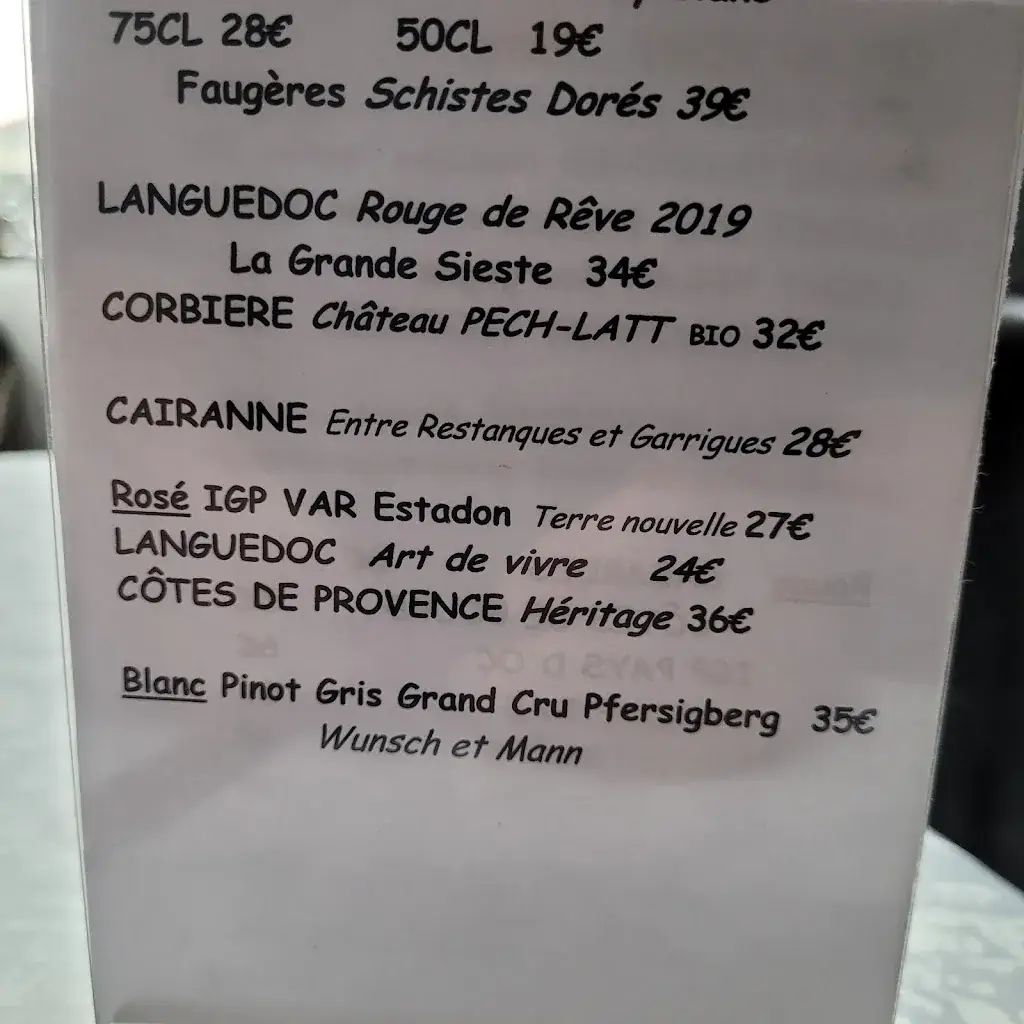 75CL 28€ 50CL 19€
Faugères Schistes Dorés 39€
LANGUEDOC Rouge de Rêve 2019
La Grande Sieste 34€
CORBIERE Château PECH-LATT BIO 32€
CAIRANNE Entre Restanques et Garrigues 28€
Rosé IGP VAR Estadon Terre nouvelle 27€
LANGUEDOC Art de vivre 24€
CÔTES DE PROVENCE Héritage 36€
Blanc Pinot Gris Grand Cru Pfersigberg 35€
Wunsch et Mann